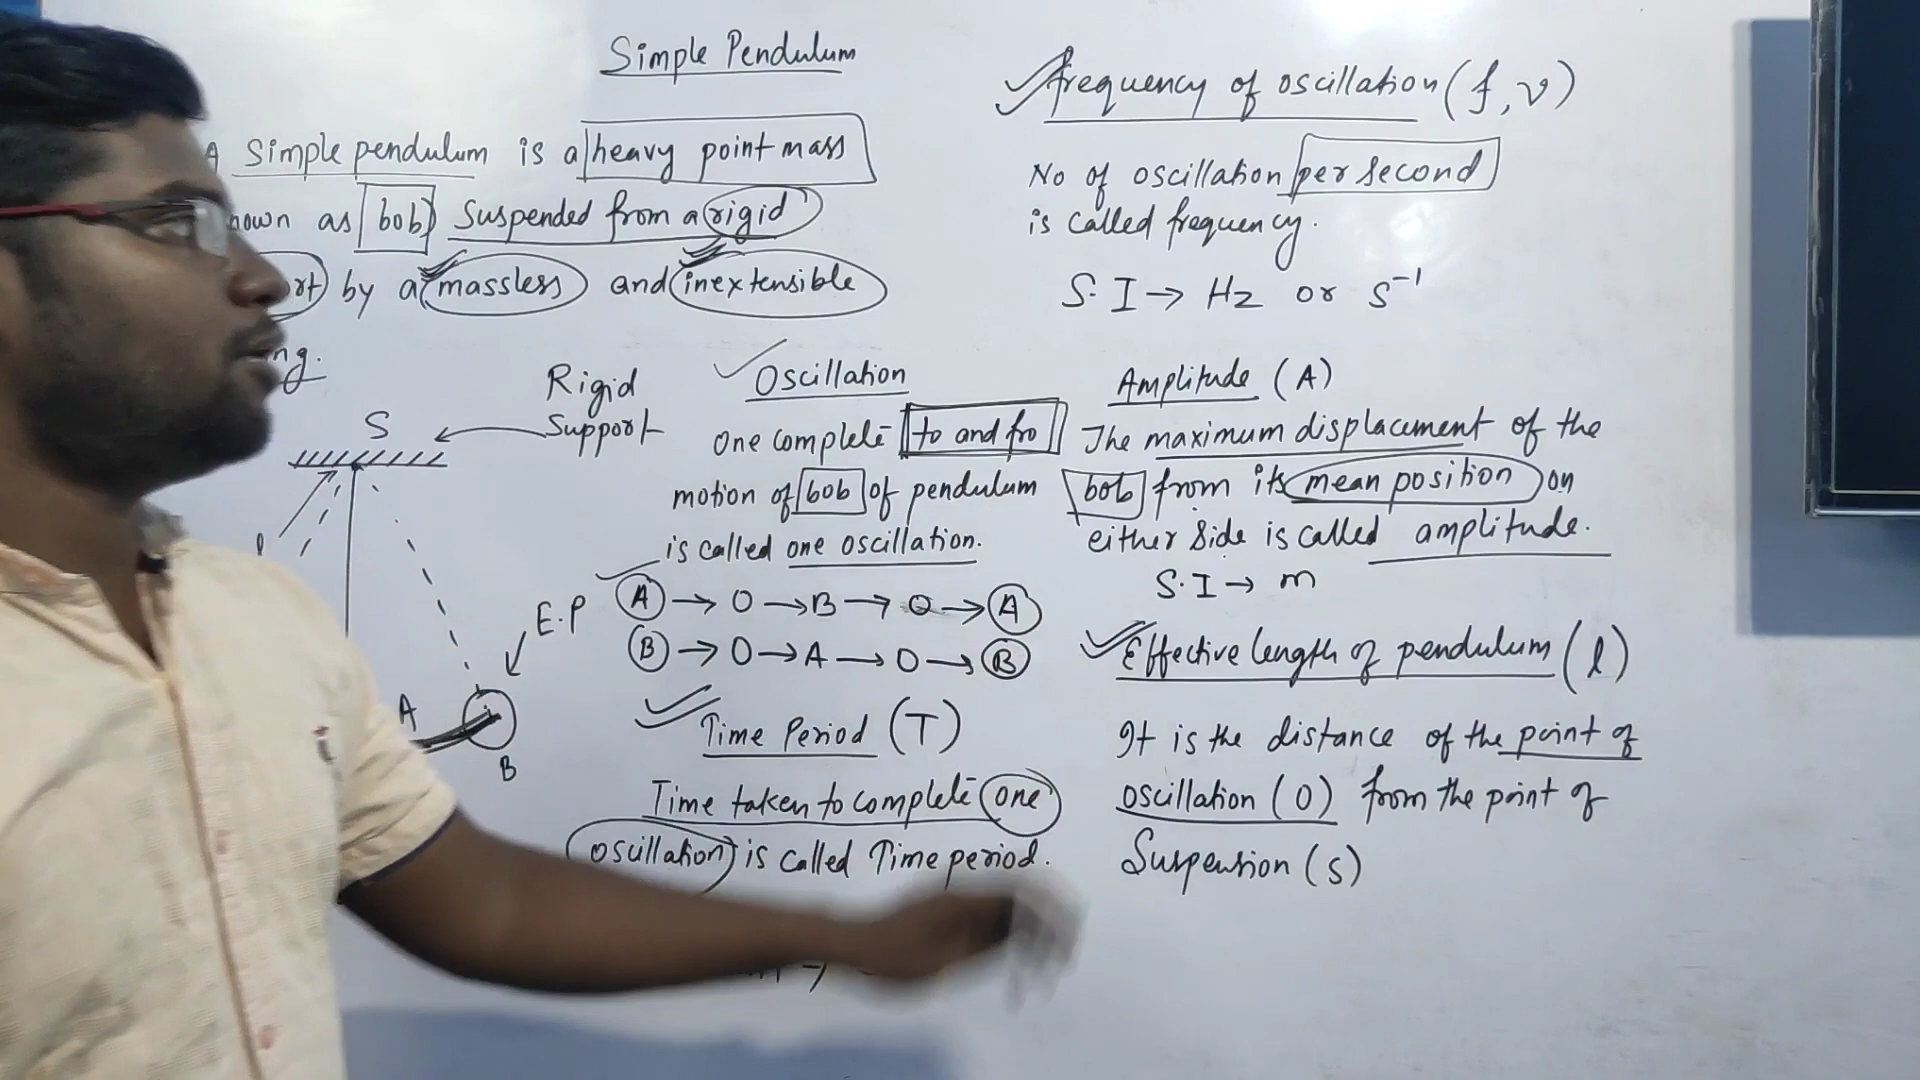 Simple Pendulum
A Simple pendulum is a heavy point mass
nown as bob suspended from a rigid
ort by a massless and inextensible
ng.
S
Rigid
Support
l
E.P
A
B
Oscillation
One complete to and fro
motion of bob of pendulum
is called one oscillation.
A → O → B → O → A
B → O → A → O → B
Time Period (T)
Time taken to complete one
oscillation is called Time period.
Frequency of oscillation (f, ν)
No of oscillation per second
is called frequency.
S.I → Hz or s⁻¹
Amplitude (A)
The maximum displacement of the
bob from its mean position on
either side is called amplitude.
S.I → m
Effective length of pendulum (l)
It is the distance of the point of
oscillation (O) from the point of
Suspension (S)